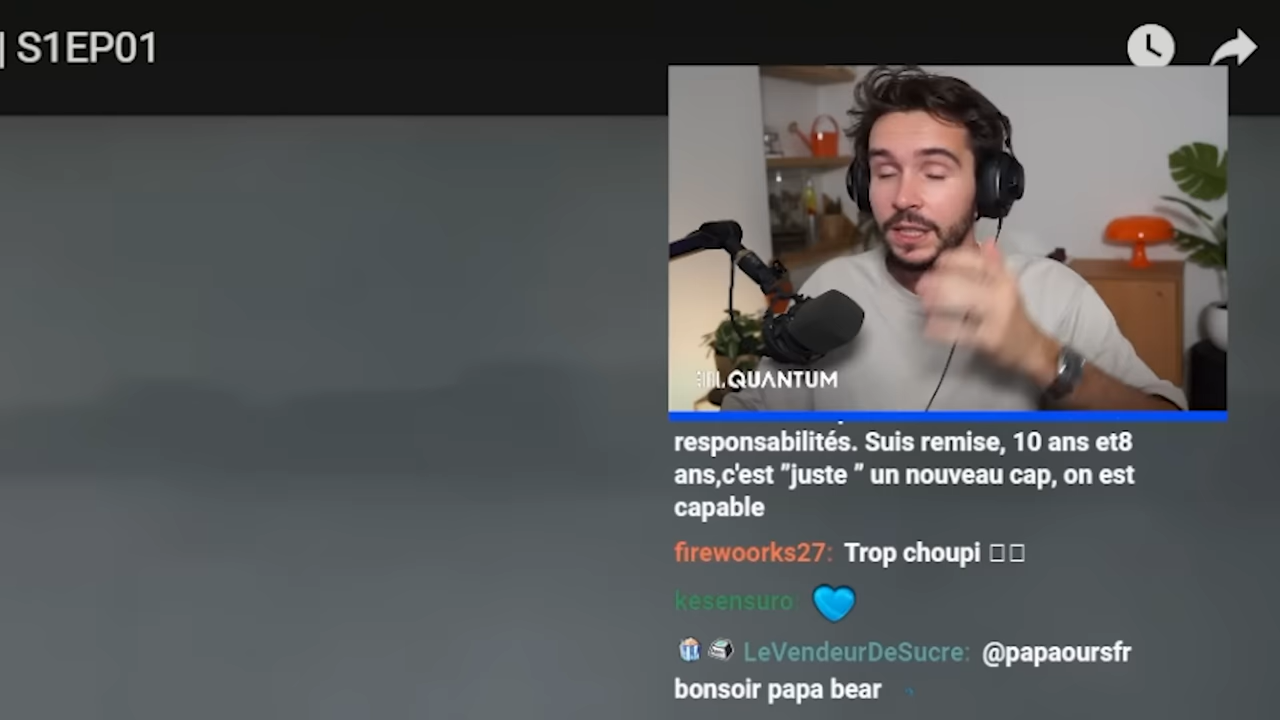 | S1EP01
QUANTUM
responsabilités. Suis remise, 10 ans et8
ans,c'est "juste " un nouveau cap, on est
capable
firewoorks27: Trop choupi
kesensuro:
LeVendeurDeSucre: @papaoursfr
bonsoir papa bear